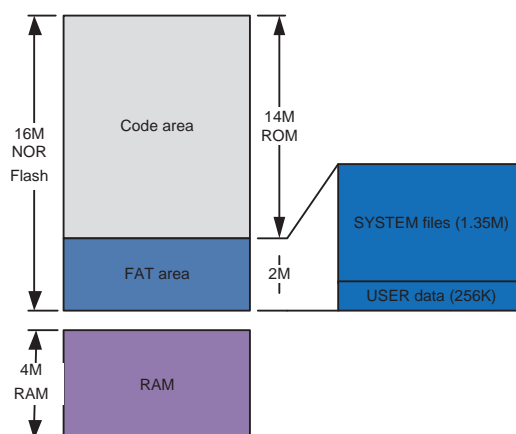 16M
NOR
Flash
Code area
14M
ROM
FAT area
2M
SYSTEM files (1.35M)
USER data (256K)
4M
RAM
RAM